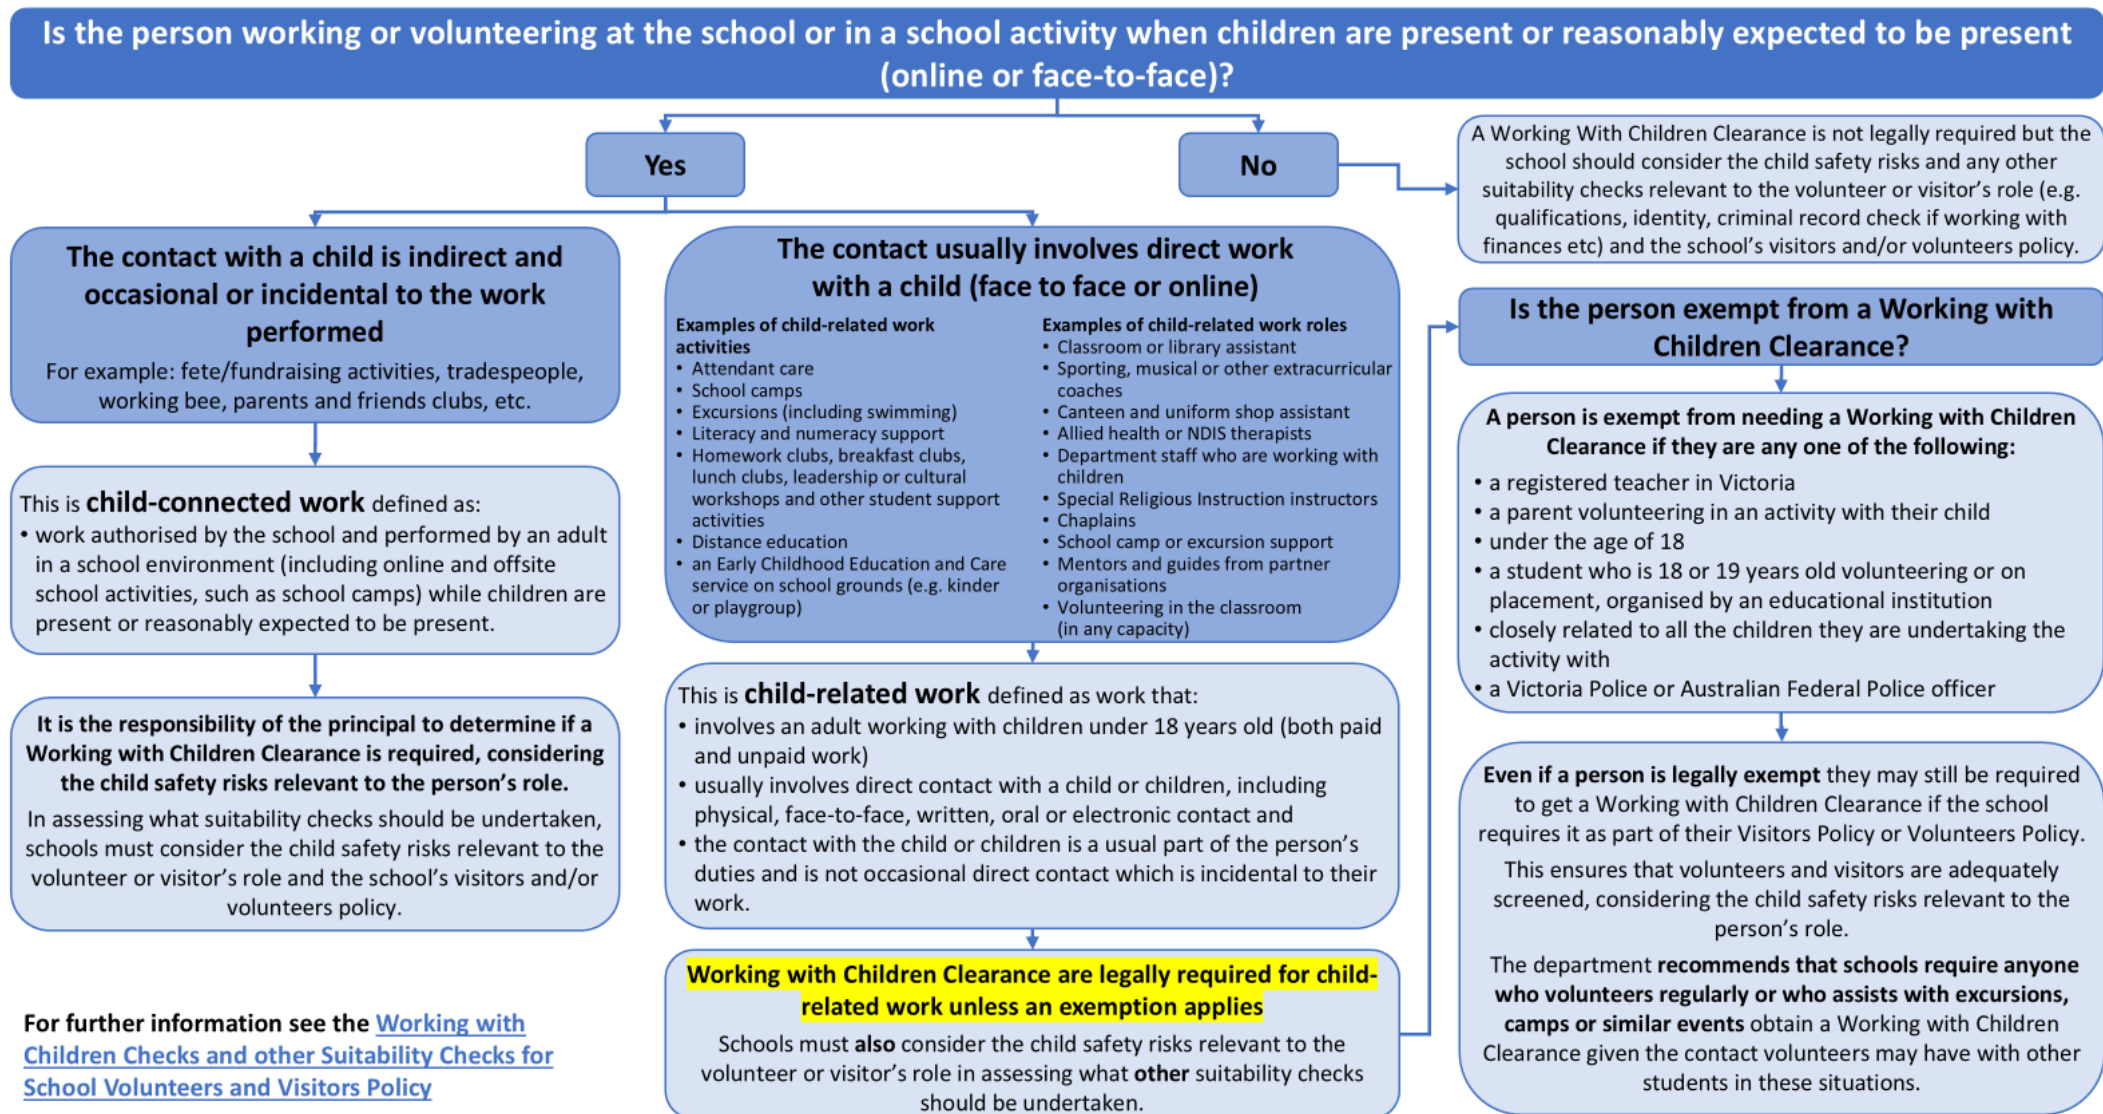 Is the person working or volunteering at the school or in a school activity when children are present or reasonably expected to be present
(online or face-to-face)?
Yes
No
A Working With Children Clearance is not legally required but the
school should consider the child safety risks and any other
suitability checks relevant to the volunteer or visitor's role (e.g.
qualifications, identity, criminal record check if working with
finances etc) and the school's visitors and/or volunteers policy.
The contact with a child is indirect and
occasional or incidental to the work
performed
For example: fete/fundraising activities, tradespeople,
working bee, parents and friends clubs, etc.
This is child-connected work defined as:
• work authorised by the school and performed by an adult
in a school environment (including online and offsite
school activities, such as school camps) while children are
present or reasonably expected to be present.
It is the responsibility of the principal to determine if a
Working with Children Clearance is required, considering
the child safety risks relevant to the person's role.
In assessing what suitability checks should be undertaken,
schools must consider the child safety risks relevant to the
volunteer or visitor's role and the school's visitors and/or
volunteers policy.
For further information see the Working with
Children Checks and other Suitability Checks for
School Volunteers and Visitors Policy
The contact usually involves direct work
with a child (face to face or online)
Examples of child-related work
activities
• Attendant care
• School camps
• Excursions (including swimming)
• Literacy and numeracy support
• Homework clubs, breakfast clubs,
lunch clubs, leadership or cultural
workshops and other student support
activities
• Distance education
• an Early Childhood Education and Care
service on school grounds (e.g. kinder
or playgroup)
Examples of child-related work roles
• Classroom or library assistant
• Sporting, musical or other extracurricular
coaches
• Canteen and uniform shop assistant
• Allied health or NDIS therapists
• Department staff who are working with
children
• Special Religious Instruction instructors
• Chaplains
• School camp or excursion support
• Mentors and guides from partner
organisations
• Volunteering in the classroom
(in any capacity)
This is child-related work defined as work that:
• involves an adult working with children under 18 years old (both paid
and unpaid work)
• usually involves direct contact with a child or children, including
physical, face-to-face, written, oral or electronic contact and
• the contact with the child or children is a usual part of the person's
duties and is not occasional direct contact which is incidental to their
work.
Working with Children Clearance are legally required for child-
related work unless an exemption applies
Schools must also consider the child safety risks relevant to the
volunteer or visitor's role in assessing what other suitability checks
should be undertaken.
Is the person exempt from a Working with
Children Clearance?
A person is exempt from needing a Working with Children
Clearance if they are any one of the following:
• a registered teacher in Victoria
• a parent volunteering in an activity with their child
• under the age of 18
• a student who is 18 or 19 years old volunteering or on
placement, organised by an educational institution
• closely related to all the children they are undertaking the
activity with
• a Victoria Police or Australian Federal Police officer
Even if a person is legally exempt they may still be required
to get a Working with Children Clearance if the school
requires it as part of their Visitors Policy or Volunteers Policy.
This ensures that volunteers and visitors are adequately
screened, considering the child safety risks relevant to the
person's role.
The department recommends that schools require anyone
who volunteers regularly or who assists with excursions,
camps or similar events obtain a Working with Children
Clearance given the contact volunteers may have with other
students in these situations.